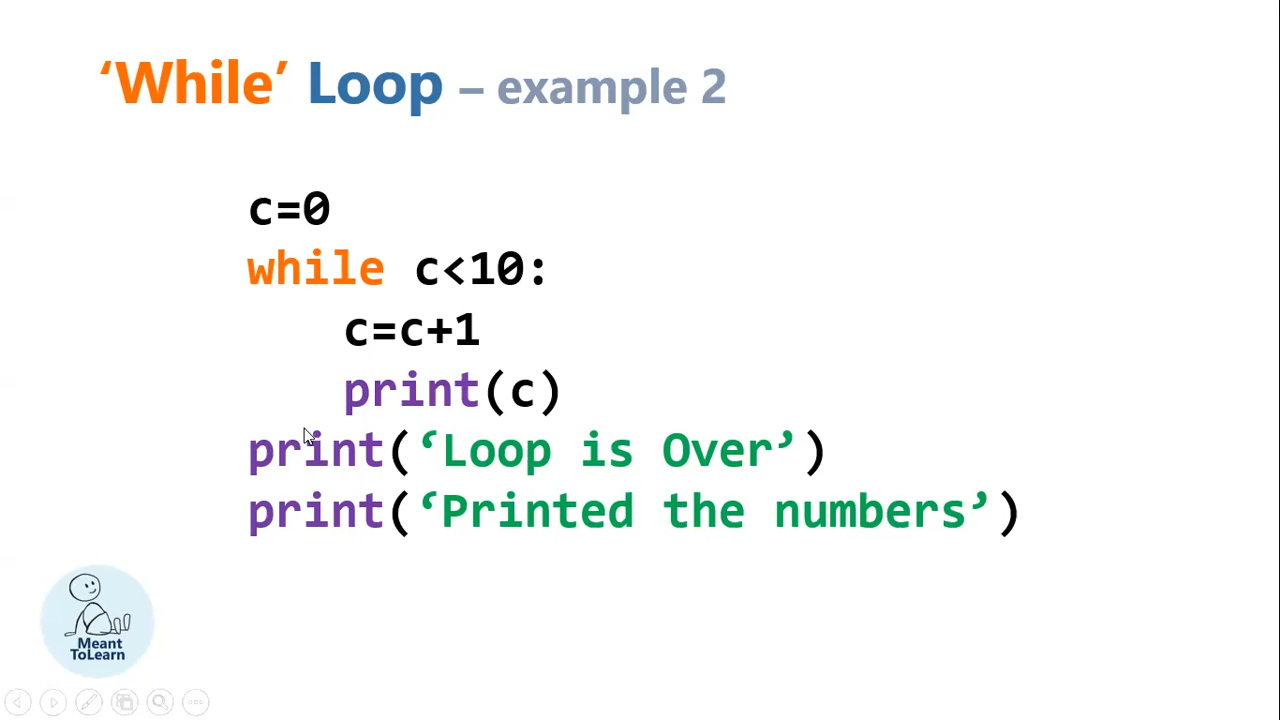 ‘While’ Loop – example 2
c=0
while c<10:
    c=c+1
    print(c)
print(‘Loop is Over’)
print(‘Printed the numbers’)
Meant
ToLearn